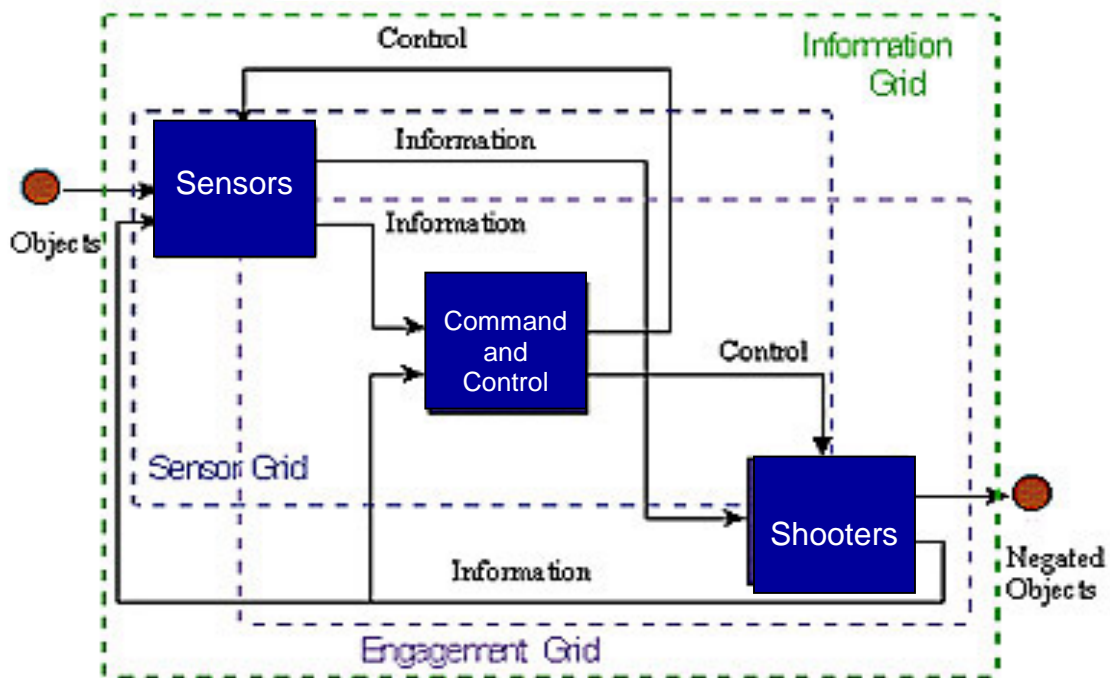 Control
Information
Grid
Information
Sensors
Information
Objects
Command
and
Control
Control
Sensor Grid
Shooters
Information
Negated
Objects
Engagement Grid